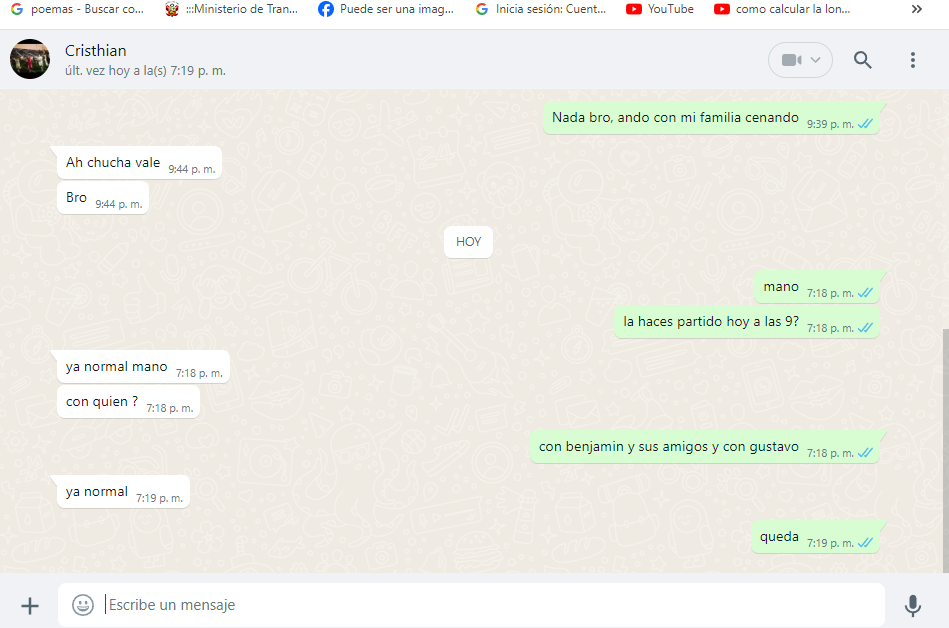 poemas - Buscar co... :::Ministerio de Tran... Puede ser una imag... Inicia sesión: Cuent... YouTube como calcular la lon... »
Cristhian
últ. vez hoy a la(s) 7:19 p. m.
Nada bro, ando con mi familia cenando 9:39 p. m.
Ah chucha vale 9:44 p. m.
Bro 9:44 p. m.
HOY
mano 7:18 p. m.
la haces partido hoy a las 9? 7:18 p. m.
ya normal mano 7:18 p. m.
con quien ? 7:18 p. m.
con benjamin y sus amigos y con gustavo 7:18 p. m.
ya normal 7:19 p. m.
queda 7:19 p. m.
Escribe un mensaje